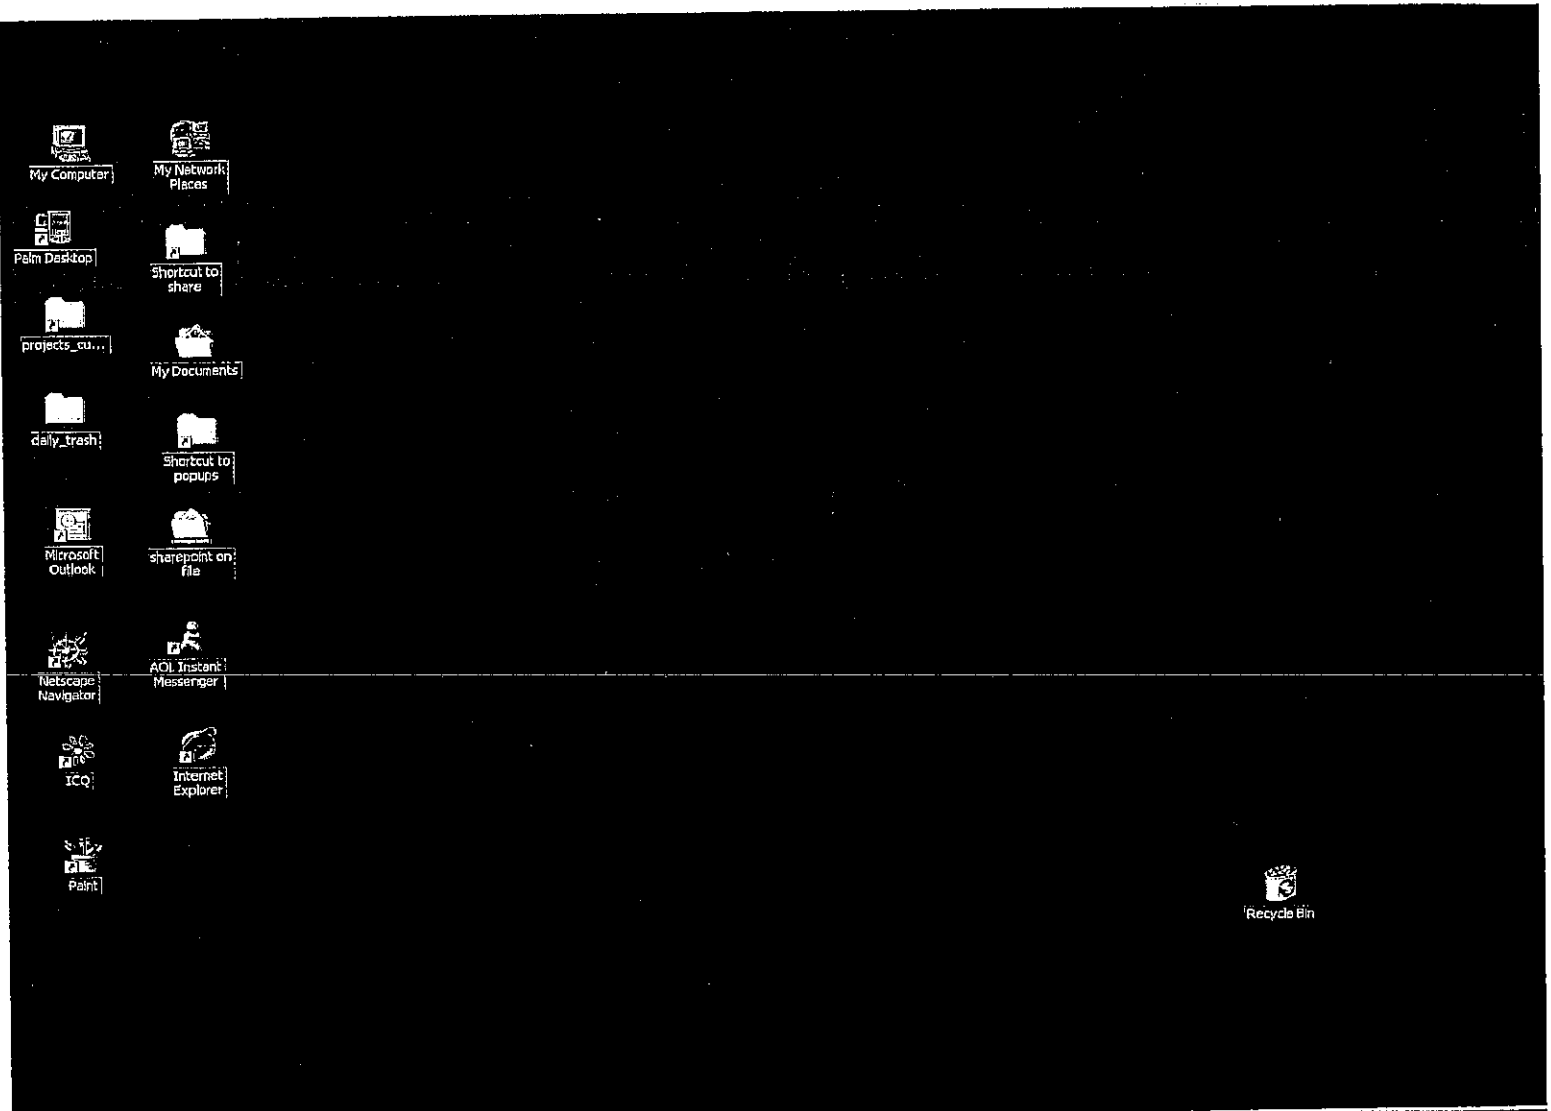 My Computer
My Network
Places
Palm Desktop
Shortcut to
share
projects_cu...
My Documents
daily_trash
Shortcut to
popups
Microsoft
Outlook
sharepoint on
file
Netscape
Navigator
AOL Instant
Messenger
ICQ
Internet
Explorer
Paint
Recycle Bin